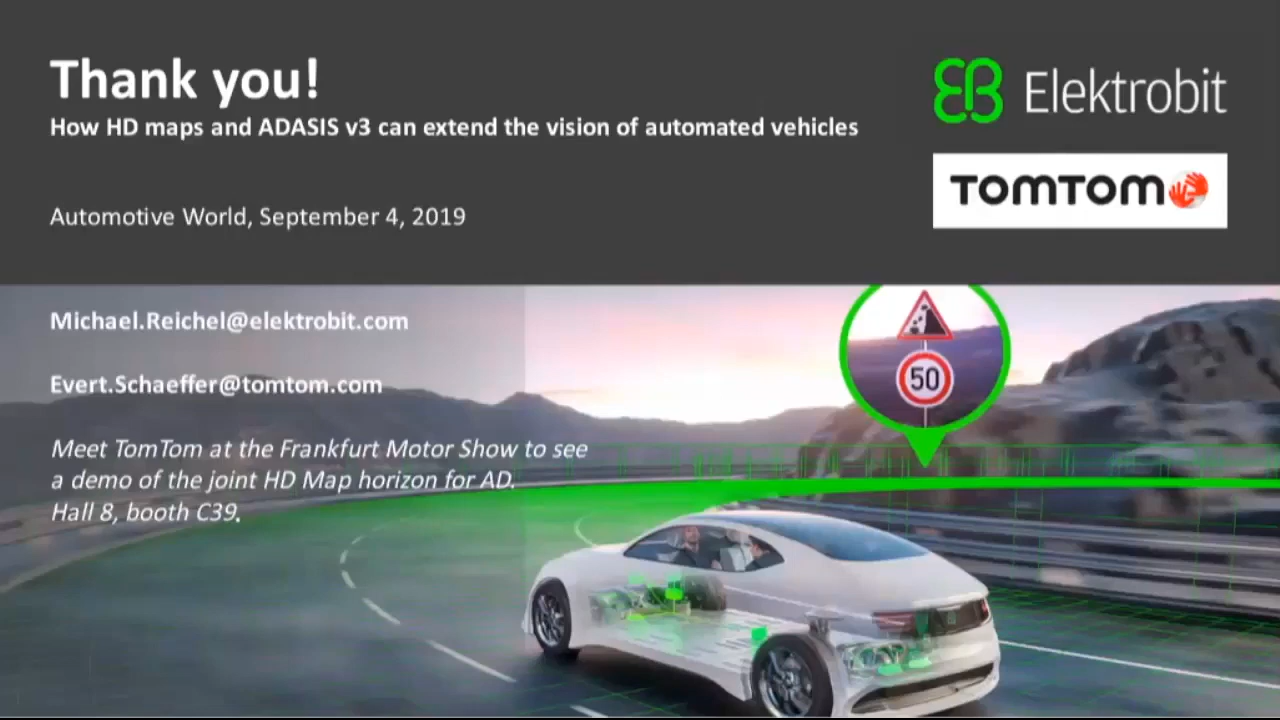 Thank you!
How HD maps and ADASIS v3 can extend the vision of automated vehicles
Automotive World, September 4, 2019
EB Elektrobit
TOMTOM
Michael.Reichel@elektrobit.com
Evert.Schaeffer@tomtom.com
Meet TomTom at the Frankfurt Motor Show to see
a demo of the joint HD Map horizon for AD.
Hall 8, booth C39.
50